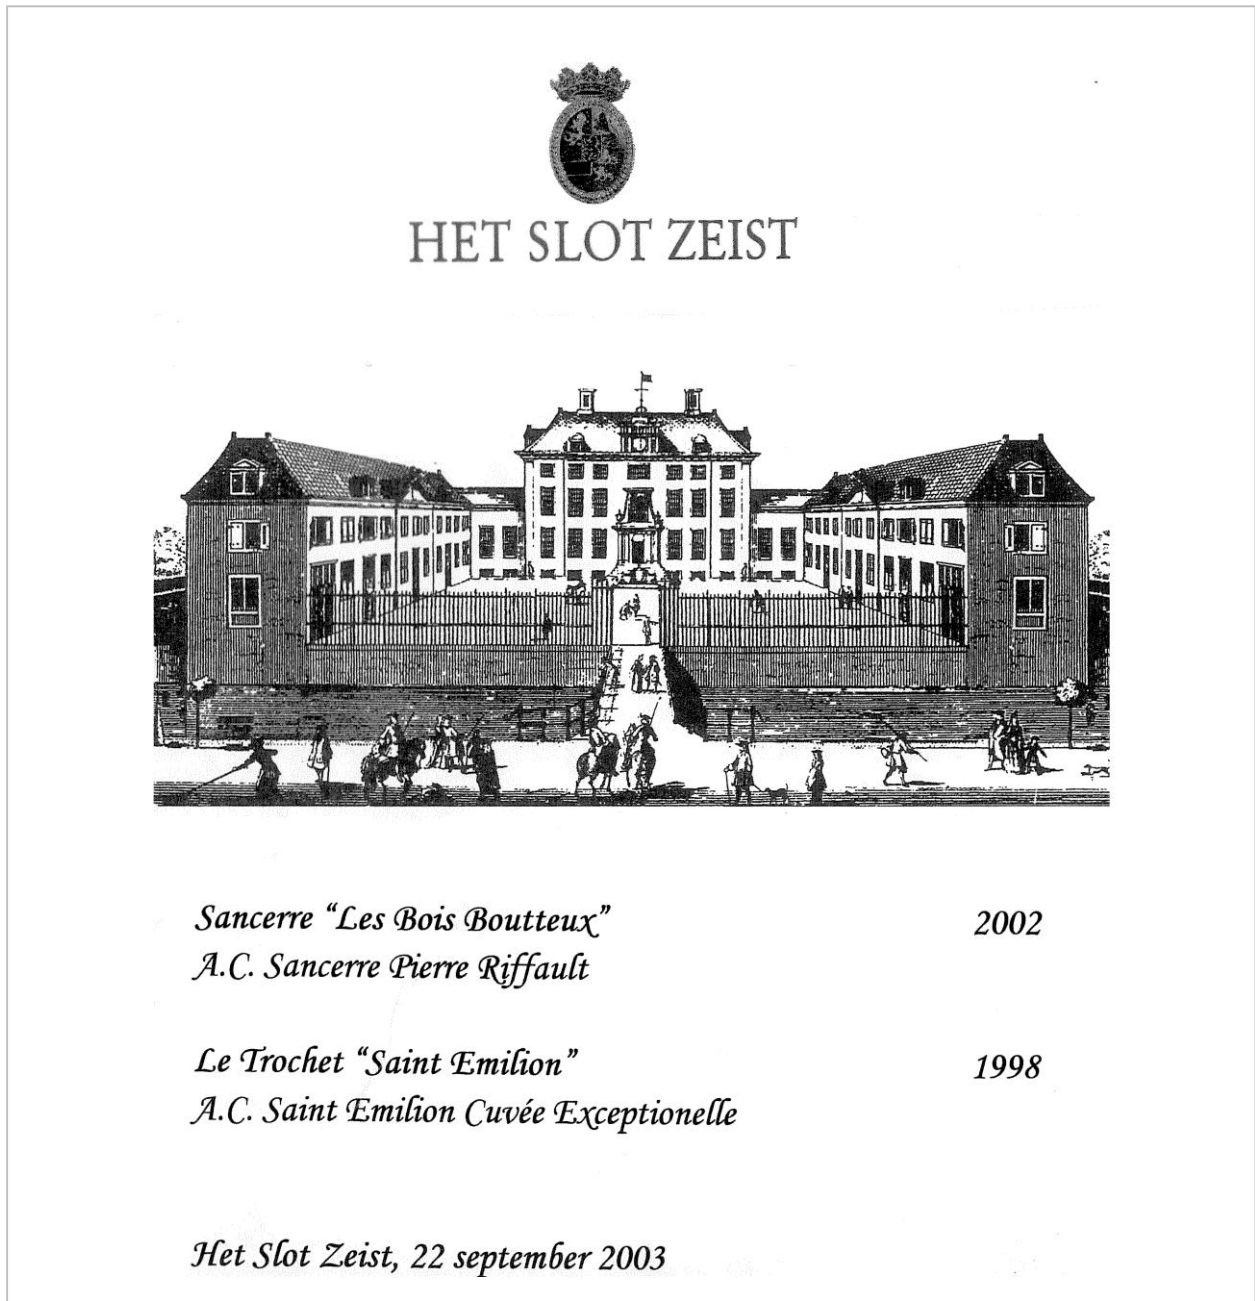 HET SLOT ZEIST
Sancerre “Les Bois Boutteux” 2002
A.C. Sancerre Pierre Riffault
Le Trochet “Saint Emilion” 1998
A.C. Saint Emilion Cuvée Exceptionelle
Het Slot Zeist, 22 september 2003